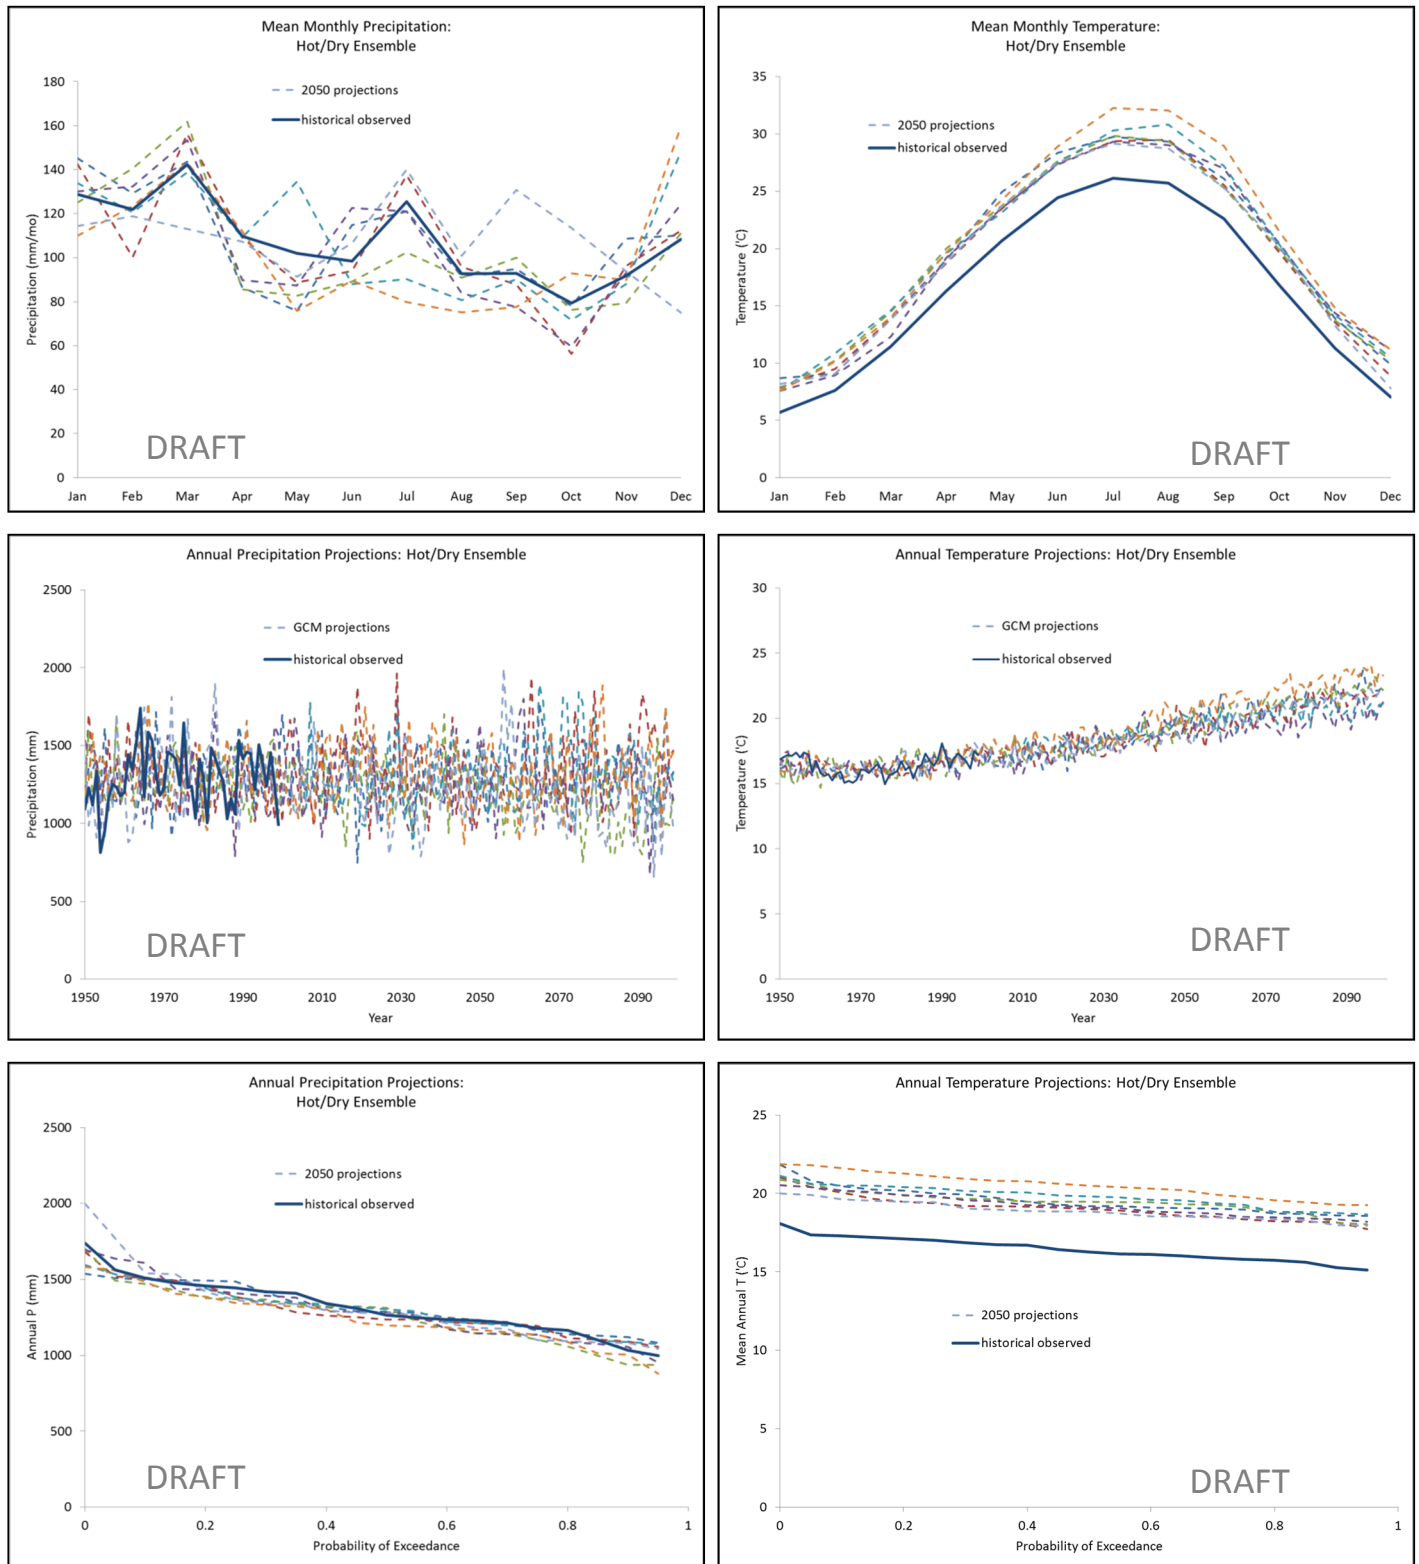 Mean Monthly Precipitation:
Hot/Dry Ensemble
180
160
140
120
100
80
60
40
20
0
Precipitation (mm/mo)
2050 projections
historical observed
DRAFT
Jan Feb Mar Apr May Jun Jul Aug Sep Oct Nov Dec
Mean Monthly Temperature:
Hot/Dry Ensemble
35
30
25
20
15
10
5
0
Temperature (°C)
2050 projections
historical observed
DRAFT
Jan Feb Mar Apr May Jun Jul Aug Sep Oct Nov Dec
Annual Precipitation Projections: Hot/Dry Ensemble
2500
2000
1500
1000
500
0
Precipitation (mm)
GCM projections
historical observed
DRAFT
1950 1970 1990 2010 2030 2050 2070 2090
Year
Annual Temperature Projections: Hot/Dry Ensemble
30
25
20
15
10
5
0
Temperature (°C)
GCM projections
historical observed
DRAFT
1950 1970 1990 2010 2030 2050 2070 2090
Year
Annual Precipitation Projections:
Hot/Dry Ensemble
2500
2000
1500
1000
500
0
Annual P (mm)
2050 projections
historical observed
DRAFT
0 0.2 0.4 0.6 0.8 1
Probability of Exceedance
Annual Temperature Projections: Hot/Dry Ensemble
25
20
15
10
5
0
Mean Annual T (°C)
2050 projections
historical observed
DRAFT
0 0.2 0.4 0.6 0.8 1
Probability of Exceedance